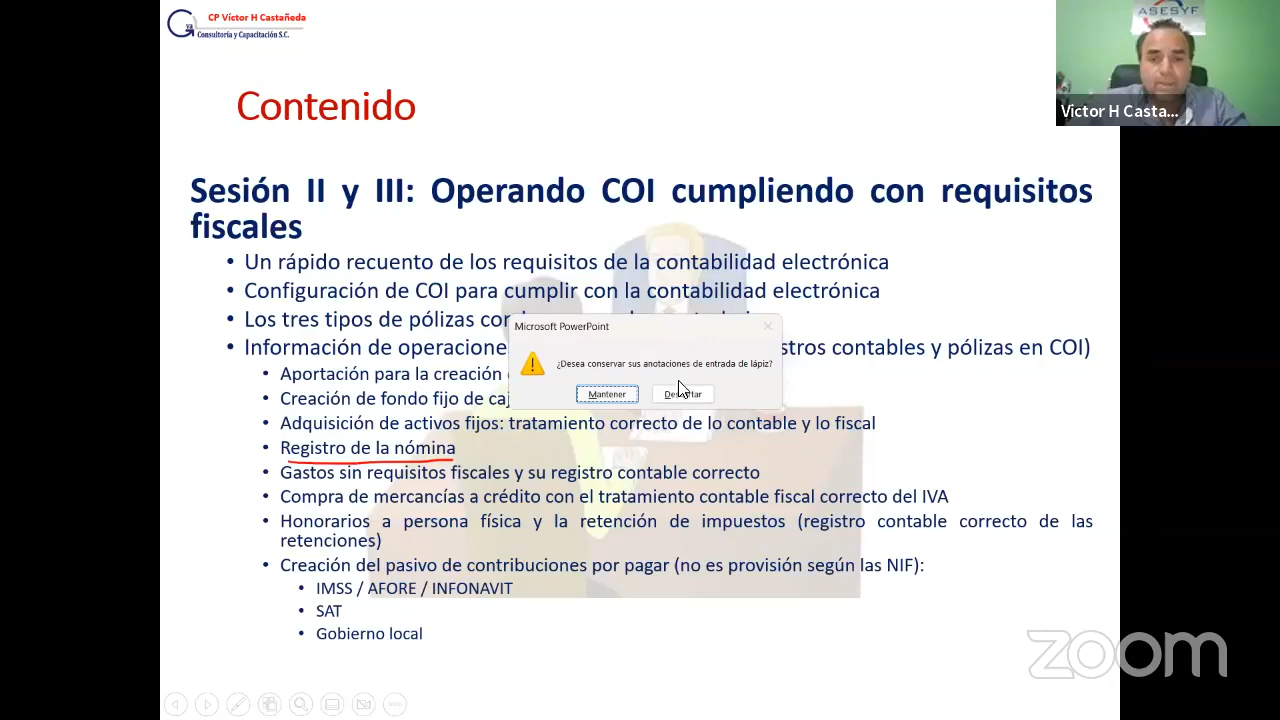 CP Víctor H Castañeda
Consultoría y Capacitación S.C.
ASESYF
Victor H Casta...
Contenido
Sesión II y III: Operando COI cumpliendo con requisitos
fiscales
• Un rápido recuento de los requisitos de la contabilidad electrónica
• Configuración de COI para cumplir con la contabilidad electrónica
• Los tres tipos de pólizas
• Información de operacione
stros contables y pólizas en COI)
Microsoft PowerPoint
¿Desea conservar sus anotaciones de entrada de lápiz?
Mantener
• Aportación para la creación
• Creación de fondo fijo de caj
• Adquisición de activos fijos: tratamiento correcto de lo contable y lo fiscal
• Registro de la nómina
• Gastos sin requisitos fiscales y su registro contable correcto
• Compra de mercancías a crédito con el tratamiento contable fiscal correcto del IVA
• Honorarios a persona física y la retención de impuestos (registro contable correcto de las
retenciones)
• Creación del pasivo de contribuciones por pagar (no es provisión según las NIF):
• IMSS / AFORE / INFONAVIT
• SAT
• Gobierno local
zoom